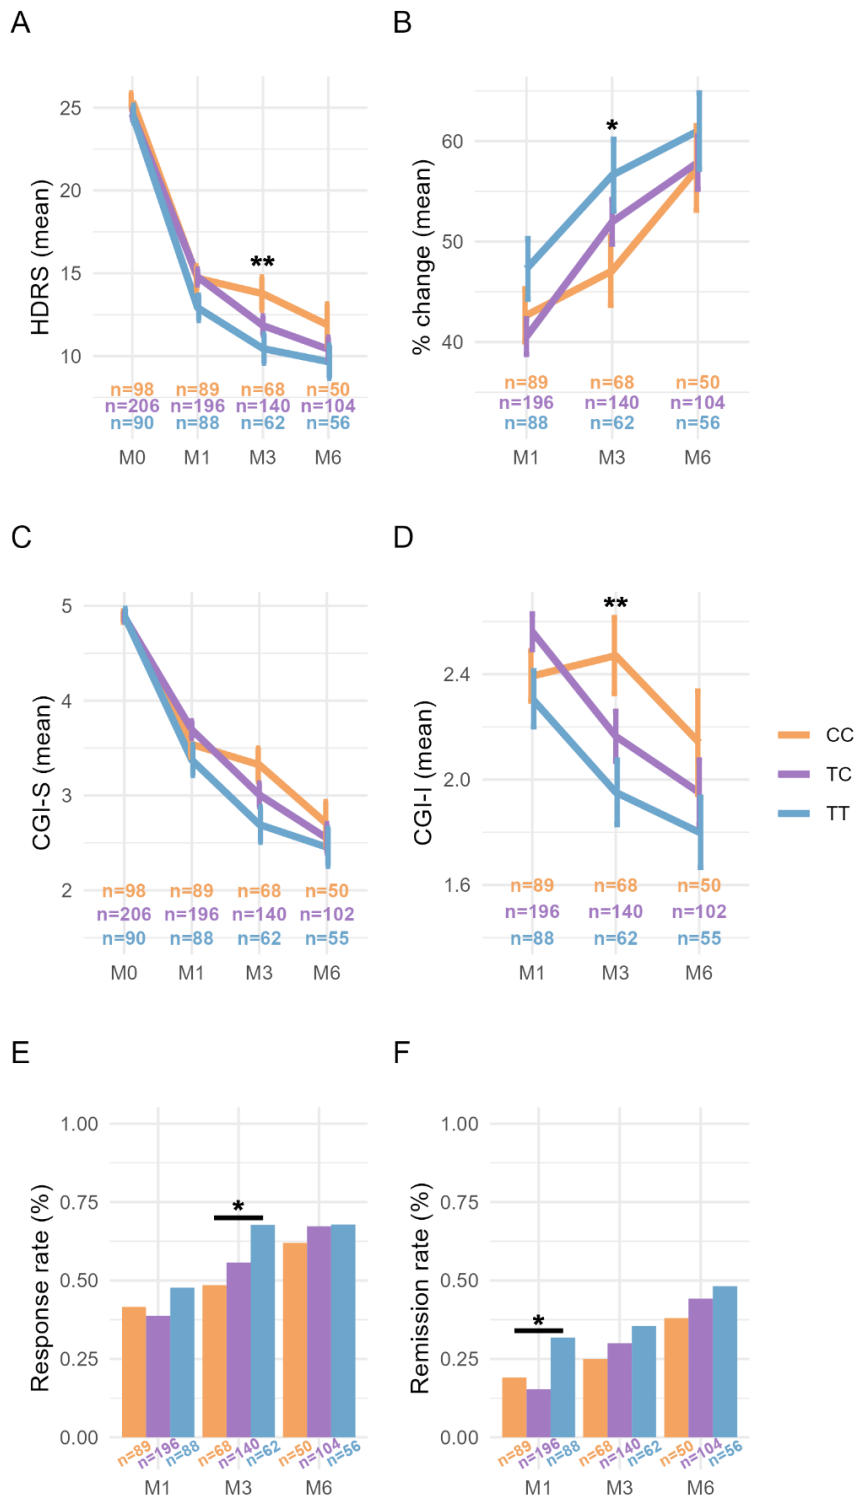 A
B
HDRS (mean)
25
20
15
10
**
n=98 n=89 n=68 n=50
n=206 n=196 n=140 n=104
n=90 n=88 n=62 n=56
M0 M1 M3 M6
% change (mean)
60
50
40
*
n=89 n=68 n=50
n=196 n=140 n=104
n=88 n=62 n=56
M1 M3 M6
C
D
CGI-S (mean)
5
4
3
2
n=98 n=89 n=68 n=50
n=206 n=196 n=140 n=102
n=90 n=88 n=62 n=55
M0 M1 M3 M6
CGI-I (mean)
2.4
2.0
1.6
**
n=89 n=68 n=50
n=196 n=140 n=102
n=88 n=62 n=55
M1 M3 M6
CC
TC
TT
E
F
Response rate (%)
1.00
0.75
0.50
0.25
0.00
*
n=89 n=196 n=88 n=68 n=140 n=62 n=50 n=104 n=56
M1 M3 M6
Remission rate (%)
1.00
0.75
0.50
0.25
0.00
*
n=89 n=196 n=88 n=68 n=140 n=62 n=50 n=104 n=56
M1 M3 M6